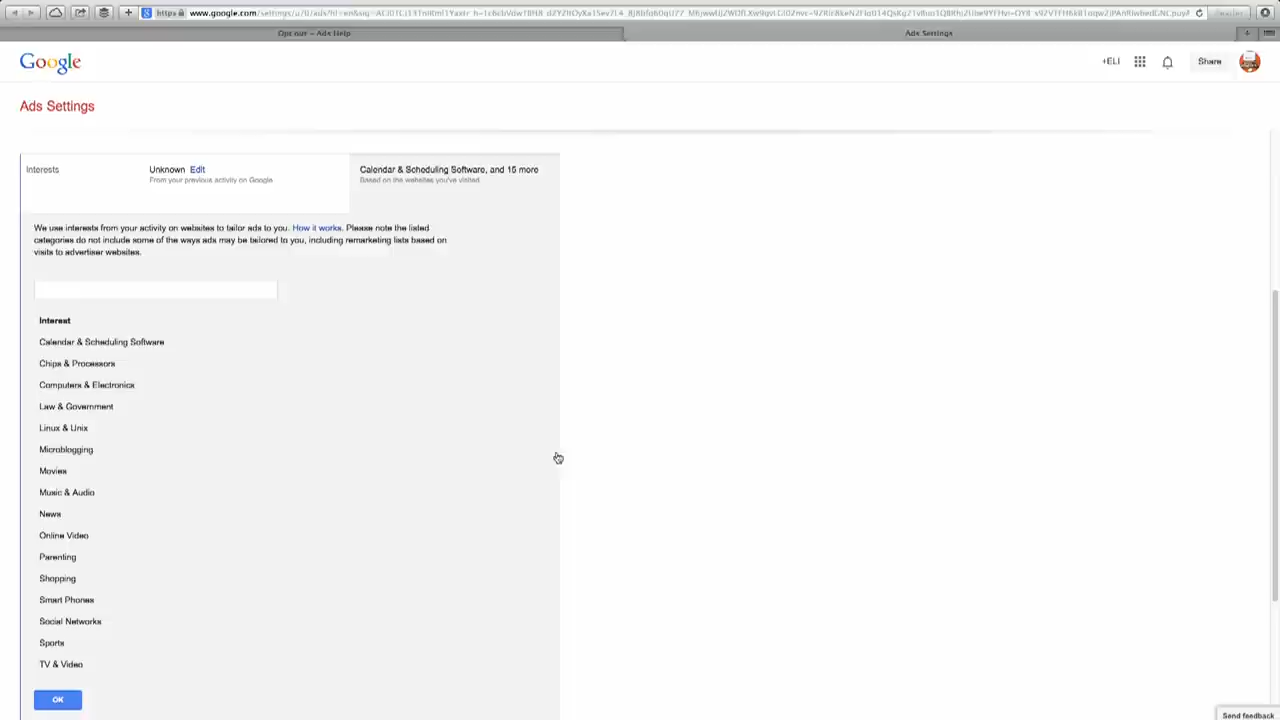 https www.google.com/settings/
Opt out – Ads Help
Ads Settings
Google
+ELI
Share
Ads Settings
Interests
Unknown Edit
From your previous activity on Google
Calendar & Scheduling Software, and 15 more
Based on the websites you've visited
We use interests from your activity on websites to tailor ads to you. How it works. Please note the listed
categories do not include some of the ways ads may be tailored to you, including remarketing lists based on
visits to advertiser websites.
Interest
Calendar & Scheduling Software
Chips & Processors
Computers & Electronics
Law & Government
Linux & Unix
Microblogging
Movies
Music & Audio
News
Online Video
Parenting
Shopping
Smart Phones
Social Networks
Sports
TV & Video
OK
Send feedback